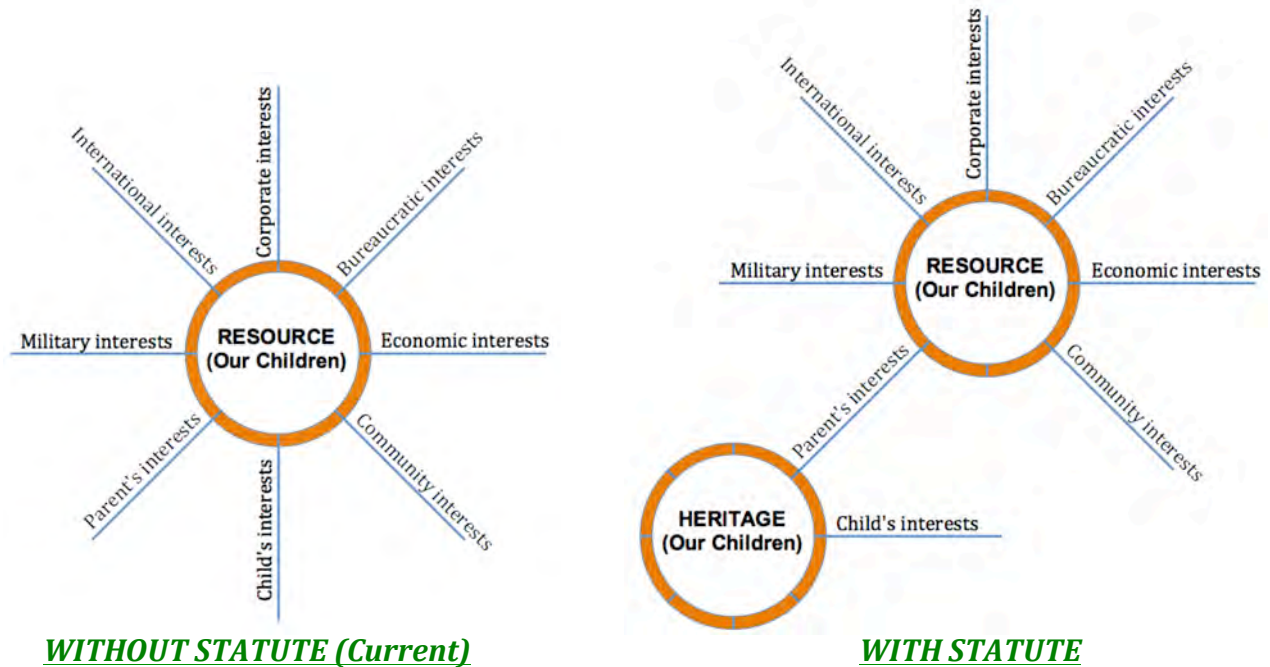 Corporate interests
International interests
Bureaucratic interests
RESOURCE
(Our Children)
Military interests
Economic interests
Parent's interests
Child's interests
Community interests
WITHOUT STATUTE (Current)
Corporate interests
International interests
Bureaucratic interests
RESOURCE
(Our Children)
Military interests
Economic interests
Parent's interests
Community interests
HERITAGE
(Our Children)
Child's interests
WITH STATUTE